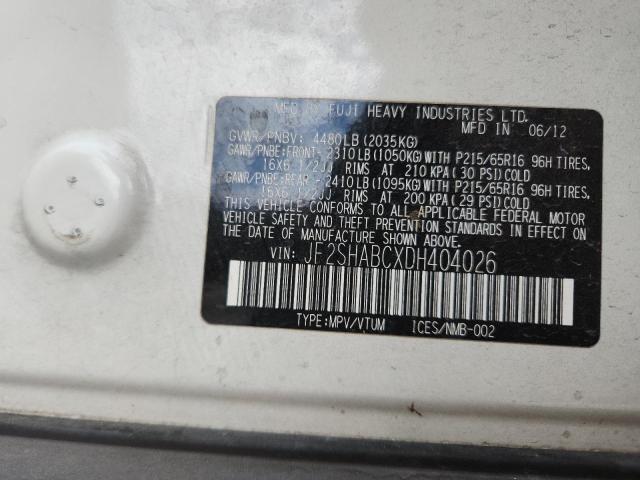 MFD BY FUJI HEAVY INDUSTRIES LTD.
MFD IN 06/12
GVWR/PNBV: 4480LB(2035KG)
GAWR/PNBE:FRONT- 2310LB(1050KG)WITH P215/65R16 96H TIRES,
16X6 1/2JJ RIMS AT 210 KPA( 30 PSI)COLD
GAWR/PNBE:REAR - 2410LB(1095KG)WITH P215/65R16 96H TIRES,
16X6 1/2JJ RIMS AT 200 KPA( 29 PSI)COLD
THIS VEHICLE CONFORMS TO ALL APPLICABLE FEDERAL MOTOR
VEHICLE SAFETY AND THEFT PREVENTION STANDARDS IN EFFECT ON
THE DATE OF MANUFACTURE SHOWN ABOVE.
VIN: JF2SHABCXDH404026
TYPE:MPV/VTUM ICES/NMB-002